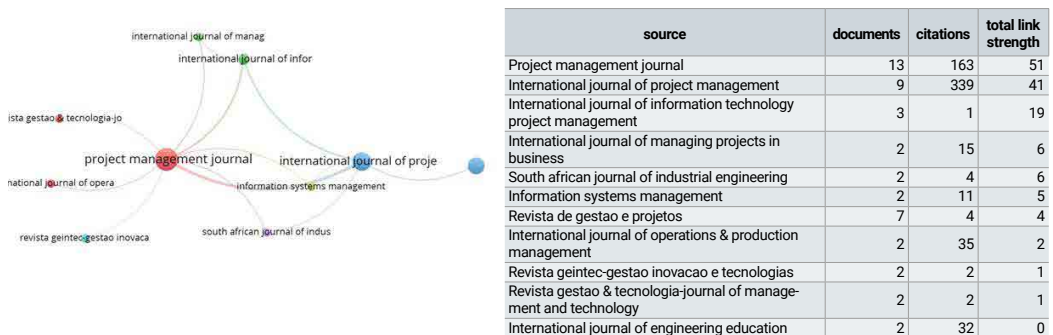 international journal of manag
international journal of infor
ista gestao & tecnologia-jo
project management journal
international journal of proje
national journal of opera
information systems management
revista geintec-gestao inovaca
south african journal of indus
source documents citations total link strength
Project management journal 13 163 51
International journal of project management 9 339 41
International journal of information technology
project management 3 1 19
International journal of managing projects in
business 2 15 6
South african journal of industrial engineering 2 4 6
Information systems management 2 11 5
Revista de gestao e projetos 7 4 4
International journal of operations & production
management 2 35 2
Revista geintec-gestao inovacao e tecnologias 2 2 1
Revista gestao & tecnologia-journal of manage-
ment and technology 2 2 1
International journal of engineering education 2 32 0